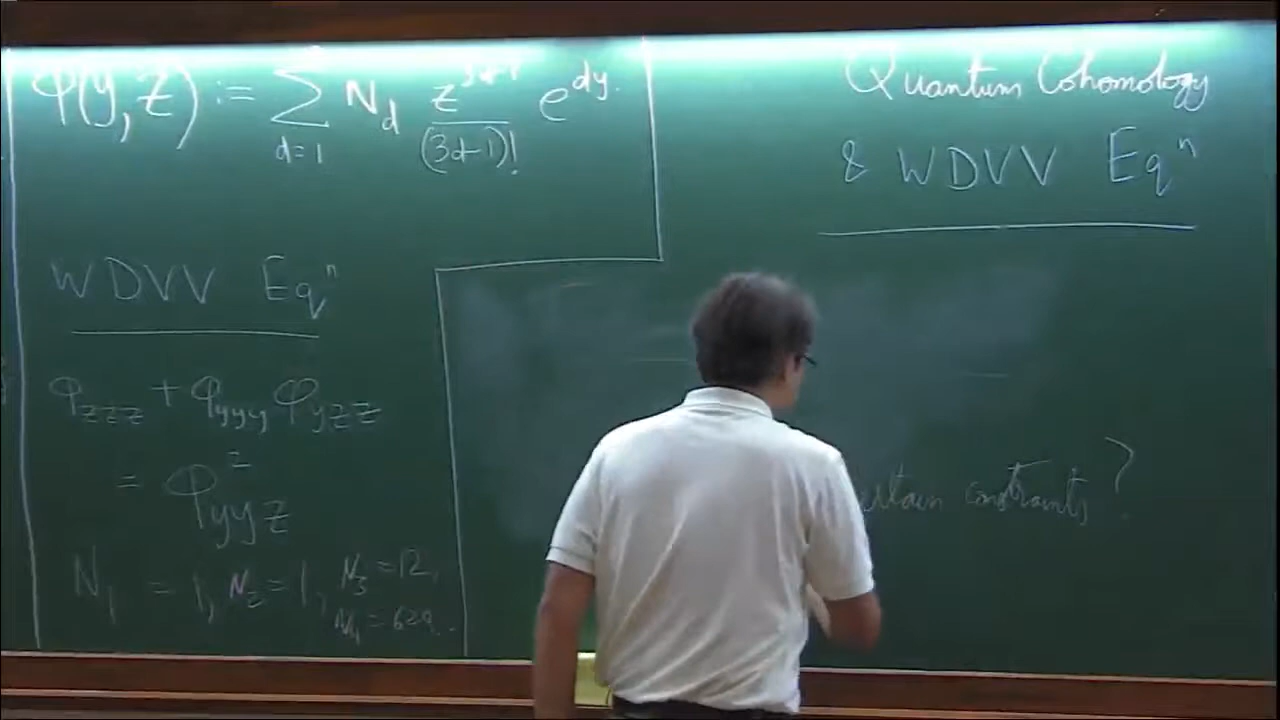 φ(y, z) := ∑_{d=1} N_d z^{3d-1}/(3d-1)! e^{dy}.
WDVV Eqⁿ
φ_{zzz} + φ_{yyy} φ_{yzz}
= φ²_{yyz}
N₁ = 1, N₂ = 1, N₃ = 12,
N₄ = 620.
Quantum Cohomology
& WDVV Eqⁿ
constraints?